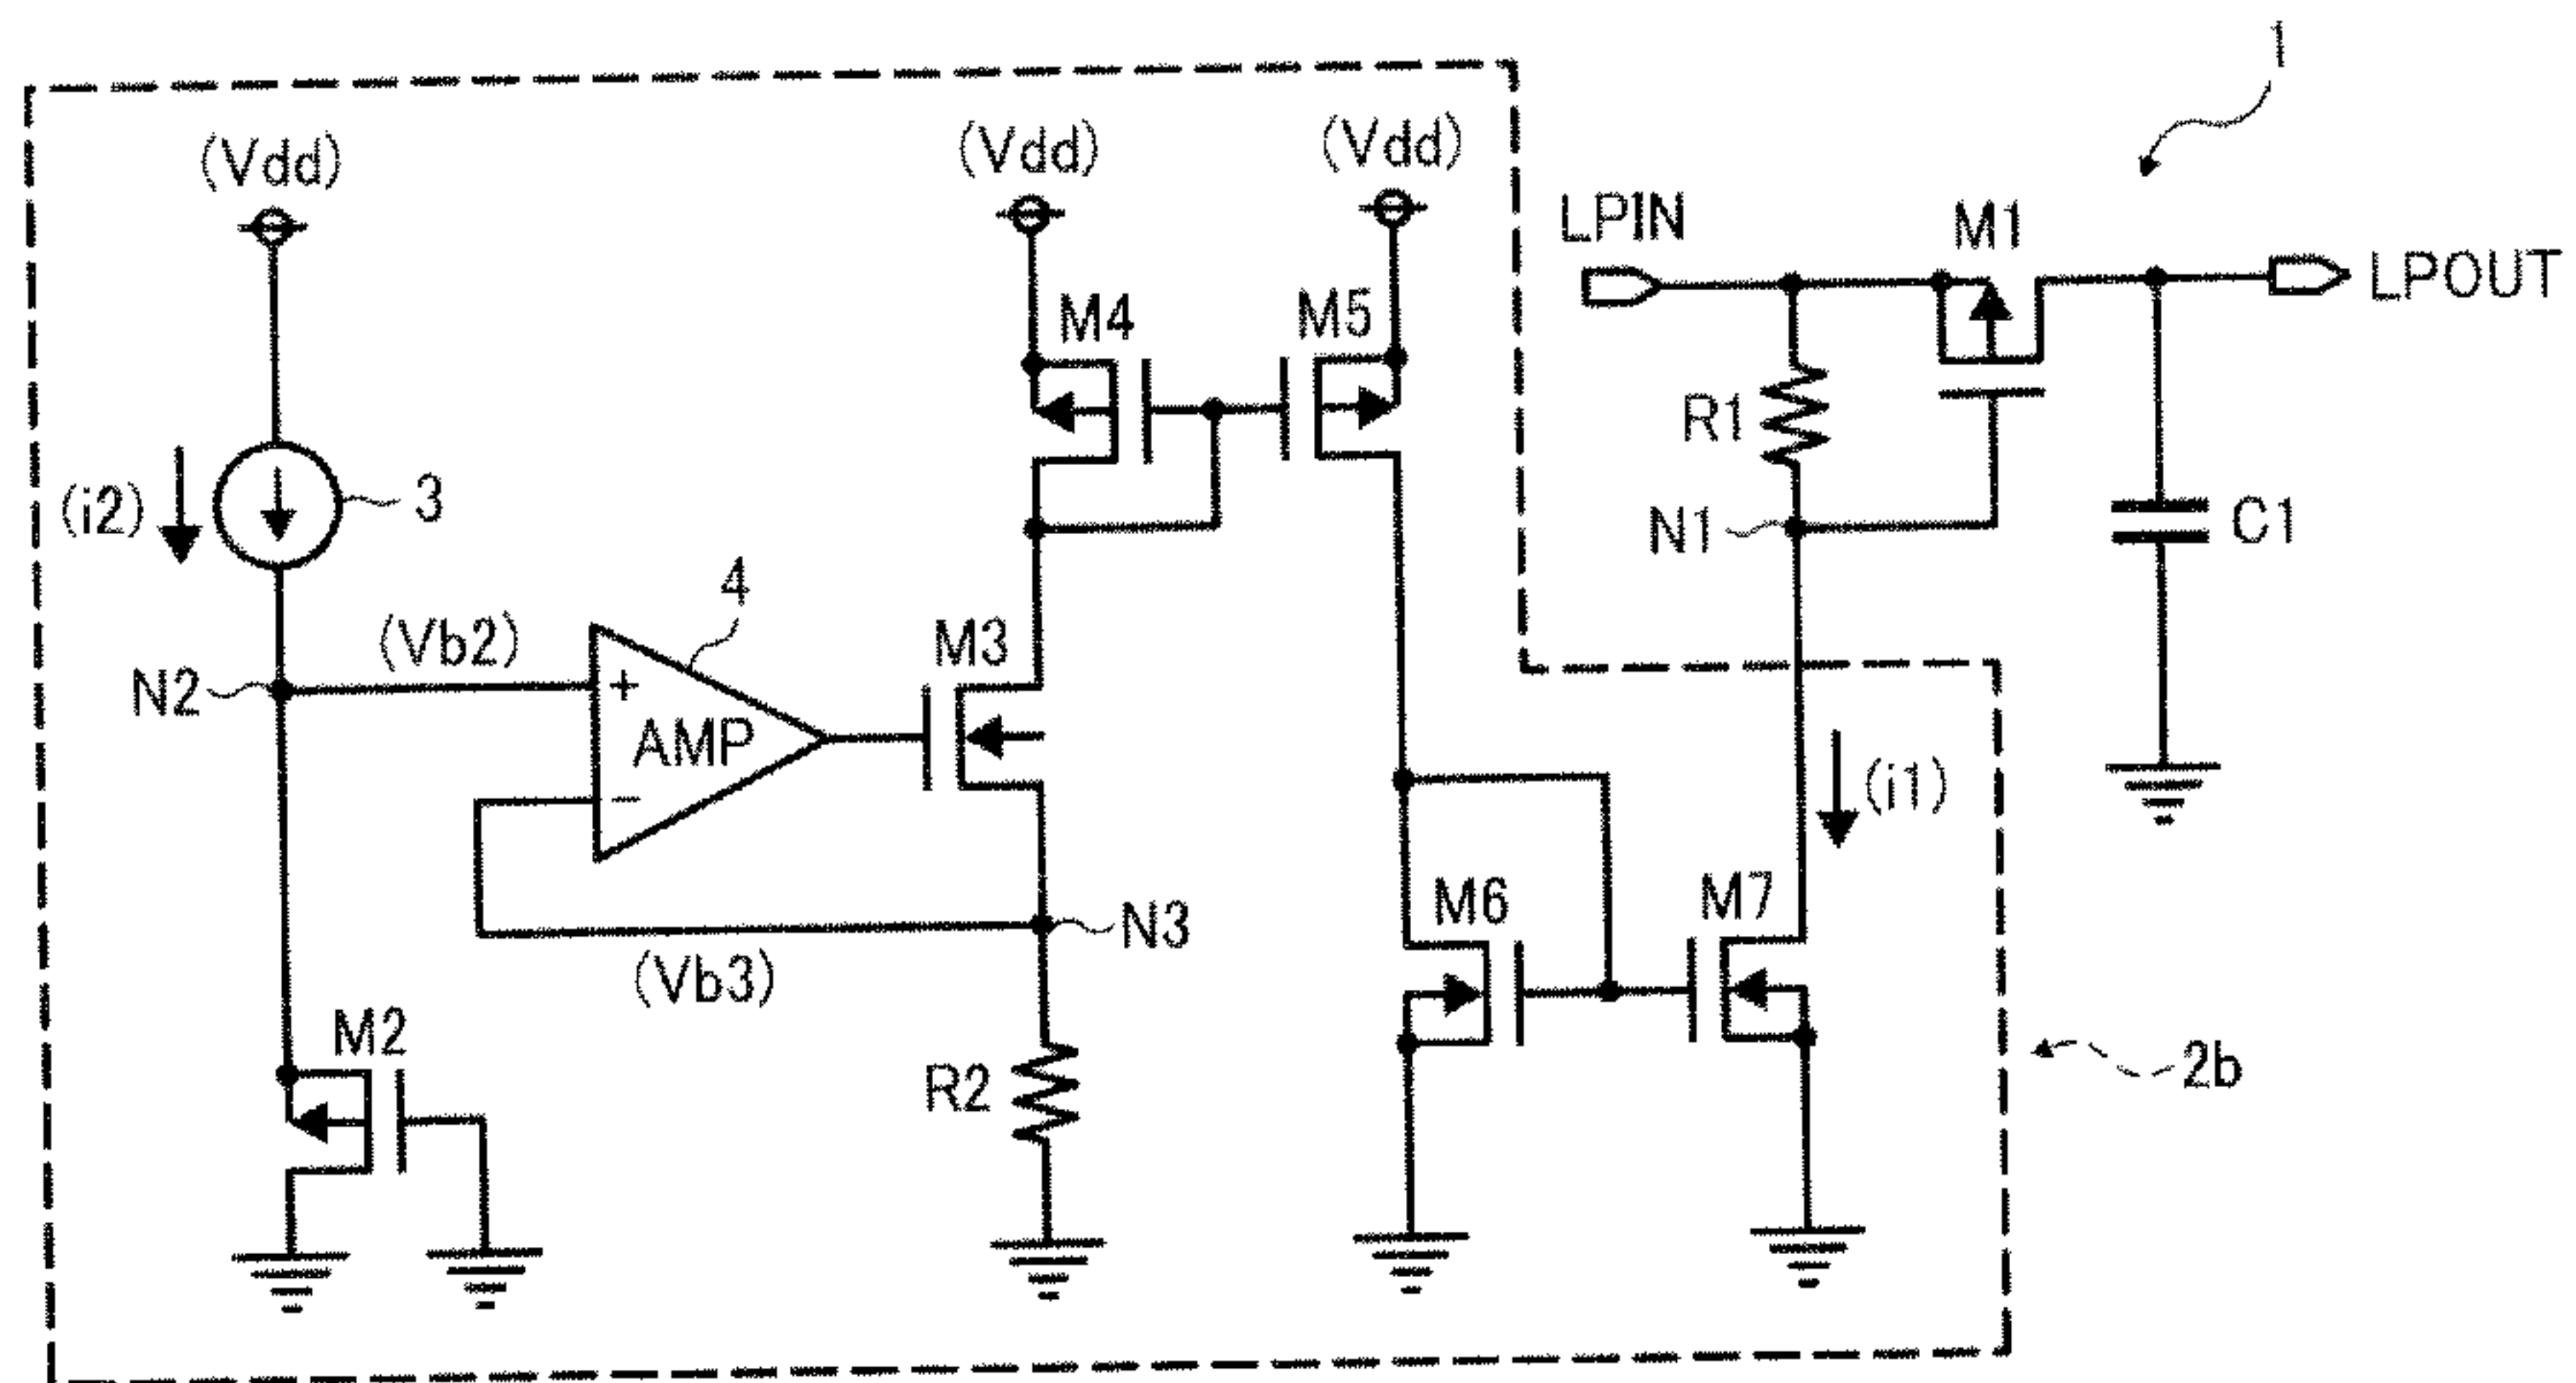 1
(Vdd)
(Vdd)
(Vdd)
LPIN
M1
LPOUT
M4
M5
R1
(i2)
3
N1
C1
4
(Vb2)
M3
N2
+
AMP
−
(i1)
M6
M7
N3
(Vb3)
M2
R2
2b